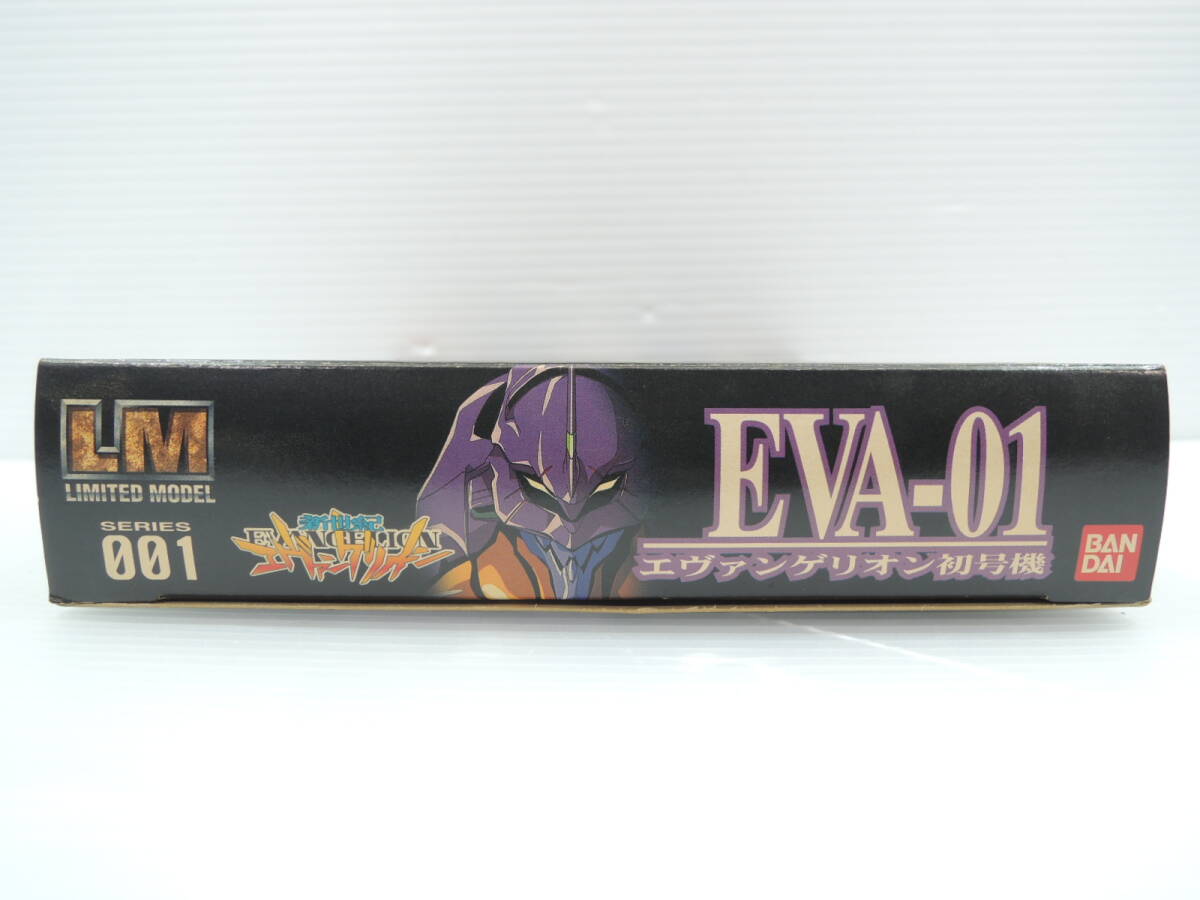 LM
LIMITED MODEL
SERIES
001
新世紀
EVANGELION
エヴァンゲリオン
EVA-01
エヴァンゲリオン初号機
BAN
DAI